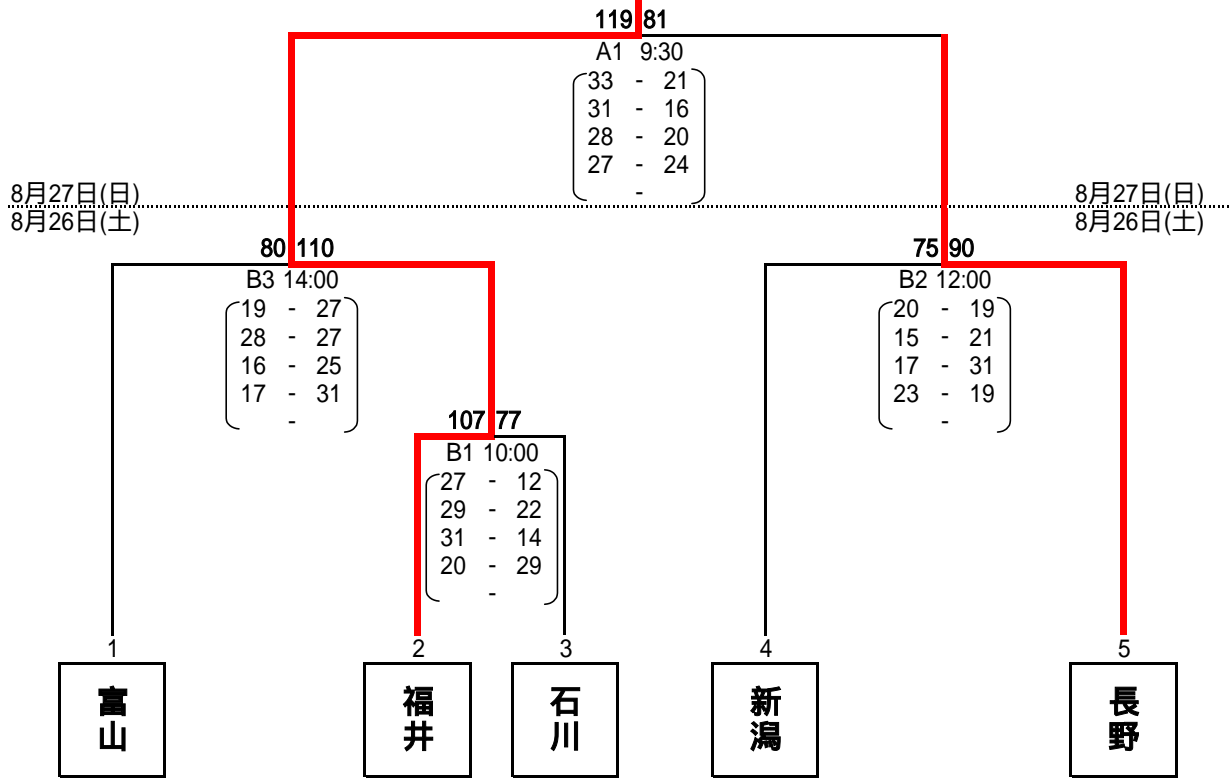 119 81
A1 9:30
33 - 21
31 - 16
28 - 20
27 - 24
-
8月27日(日)
8月27日(日)
8月26日(土)
8月26日(土)
80 110
B3 14:00
19 - 27
28 - 27
16 - 25
17 - 31
-
75 90
B2 12:00
20 - 19
15 - 21
17 - 31
23 - 19
-
107 77
B1 10:00
27 - 12
29 - 22
31 - 14
20 - 29
-
1
2
3
4
5
富山
福井
石川
新潟
長野